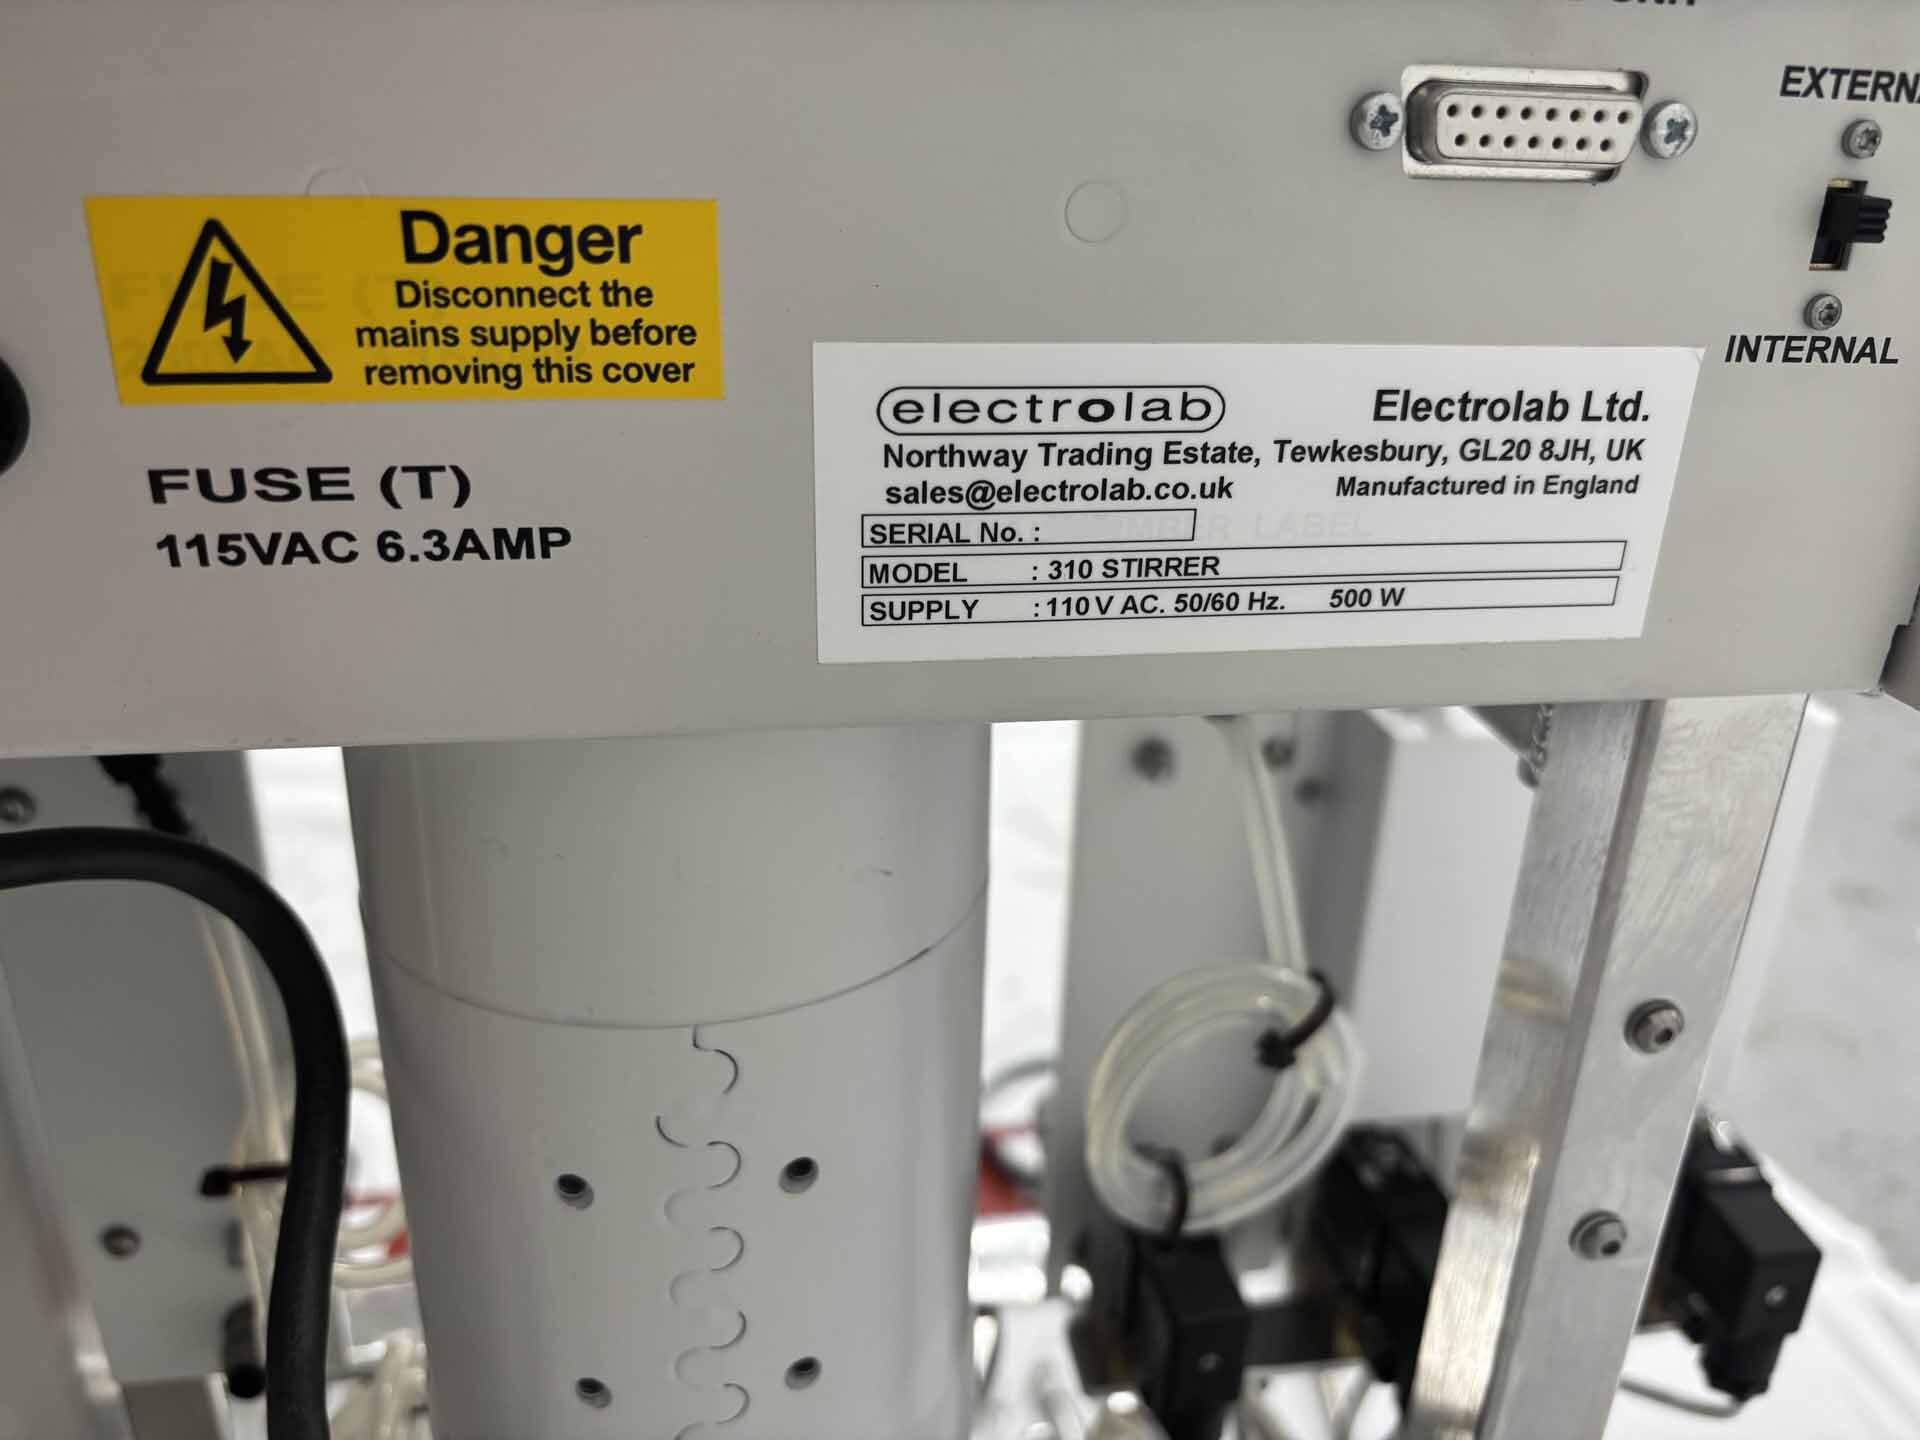 EXTERNA
INTERNAL
Danger
Disconnect the
mains supply before
removing this cover
FUSE (T)
115VAC 6.3AMP
electrolab Electrolab Ltd.
Northway Trading Estate, Tewkesbury, GL20 8JH, UK
sales@electrolab.co.uk Manufactured in England
SERIAL No. :
MODEL : 310 STIRRER
SUPPLY : 110 V AC. 50/60 Hz. 500 W